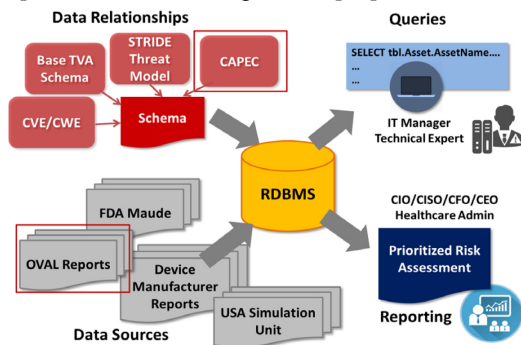 Data Relationships
STRIDE
Threat
Model
Base TVA
Schema
CAPEC
CVE/CWE
Schema
Queries
SELECT tbl.Asset.AssetName....
...
...
IT Manager
Technical Expert
RDBMS
FDA Maude
OVAL Reports
Device
Manufacturer
Reports
USA Simulation
Unit
Data Sources
CIO/CISO/CFO/CEO
Healthcare Admin
Prioritized Risk
Assessment
Reporting